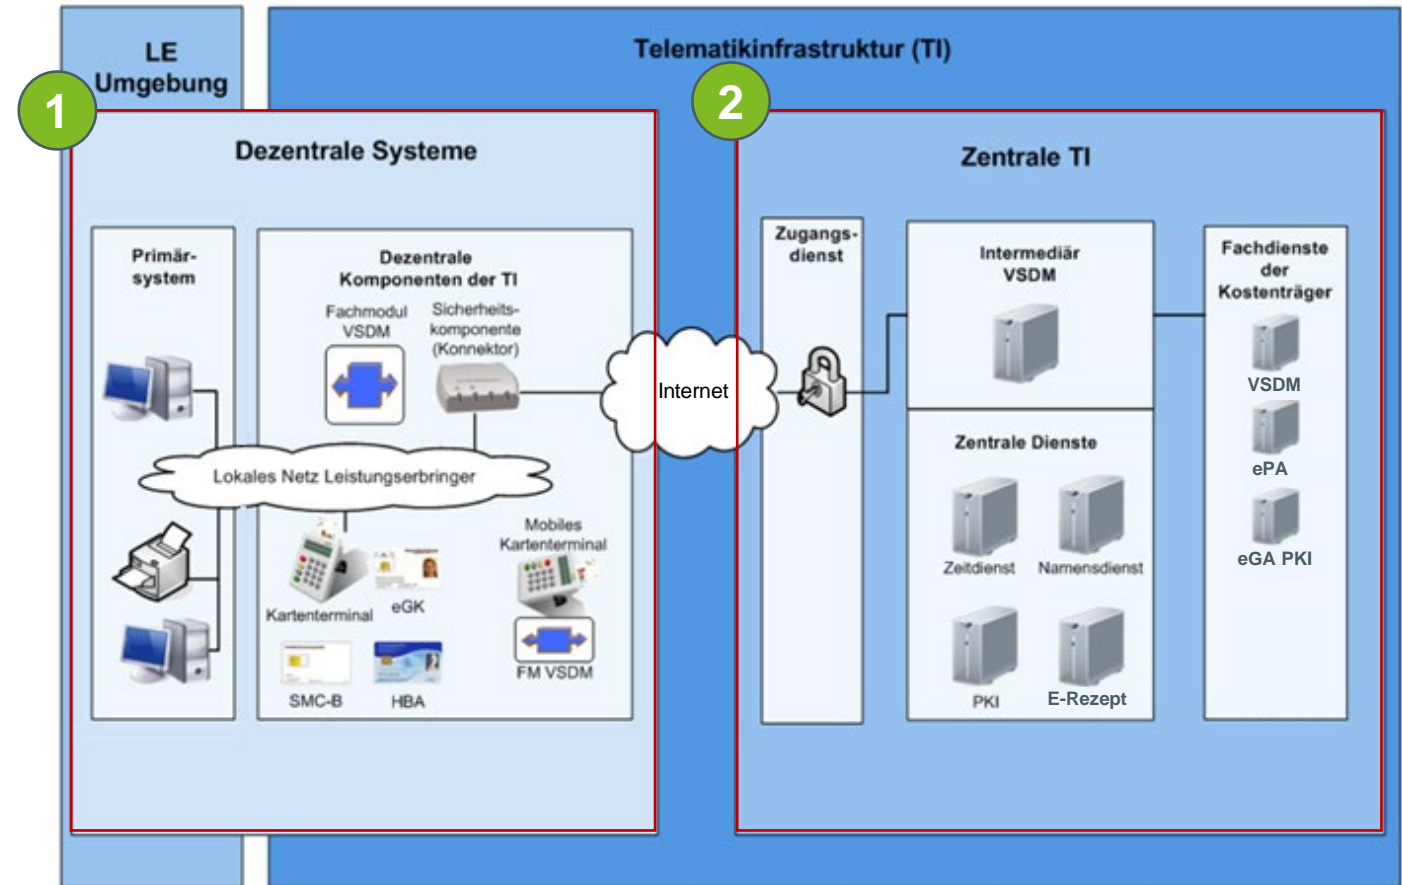 LE
Umgebung
Telematikinfrastruktur (TI)
1
2
Dezentrale Systeme
Zentrale TI
Primär-
system
Dezentrale
Komponenten der TI
Fachmodul
VSDM
Sicherheits-
komponente
(Konnektor)
Lokales Netz Leistungserbringer
Kartenterminal
eGK
Mobiles
Kartenterminal
FM VSDM
SMC-B
HBA
Internet
Zugangs-
dienst
Intermediär
VSDM
Zentrale Dienste
Zeitdienst
Namensdienst
PKI
E-Rezept
Fachdienste
der
Kostenträger
VSDM
ePA
eGA PKI